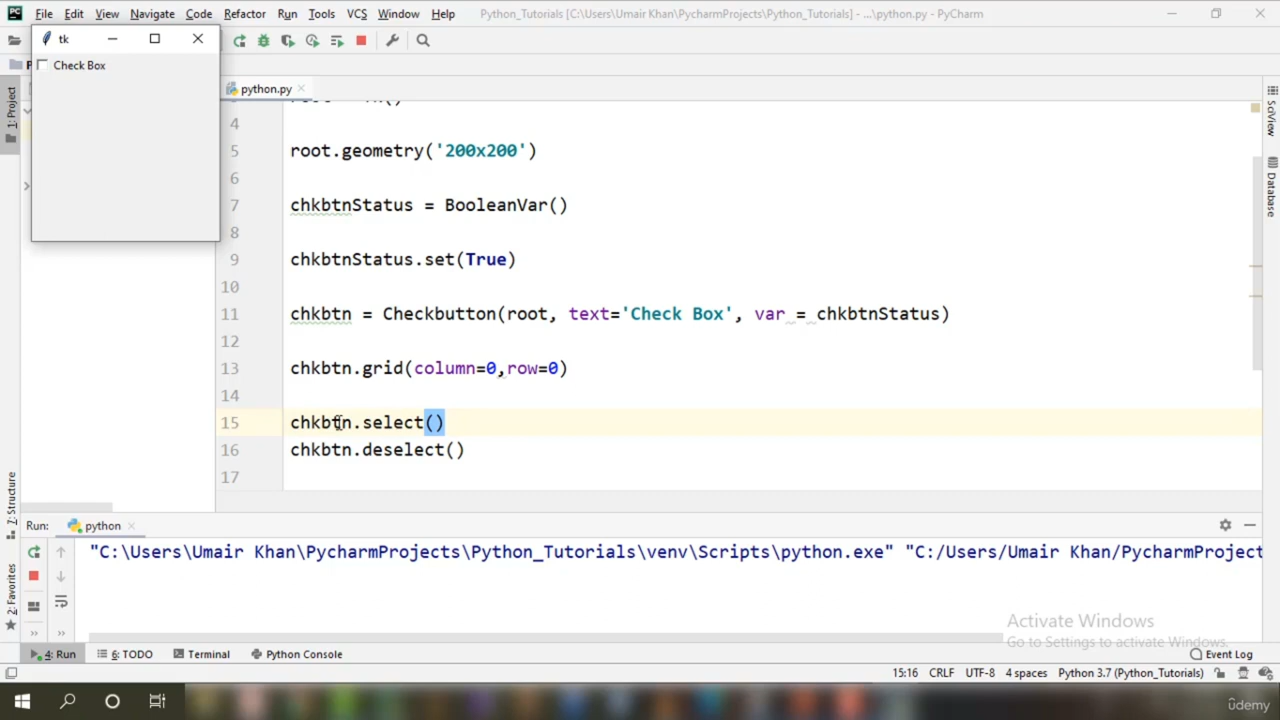 File Edit View Navigate Code Refactor Run Tools VCS Window Help Python_Tutorials [C:\Users\Umair Khan\PycharmProjects\Python_Tutorials] - ...\python.py - PyCharm
tk
Check Box
python.py
4
5 root.geometry('200x200')
6
7 chkbtnStatus = BooleanVar()
8
9 chkbtnStatus.set(True)
10
11 chkbtn = Checkbutton(root, text='Check Box', var = chkbtnStatus)
12
13 chkbtn.grid(column=0,row=0)
14
15 chkbtn.select()
16 chkbtn.deselect()
17
1: Project
7: Structure
2: Favorites
SciView
Database
Run: python
"C:\Users\Umair Khan\PycharmProjects\Python_Tutorials\venv\Scripts\python.exe" "C:/Users/Umair Khan/PycharmProject
Activate Windows
Go to Settings to activate Windows.
4: Run 6: TODO Terminal Python Console Event Log
15:16 CRLF UTF-8 4 spaces Python 3.7 (Python_Tutorials)
ûdemy